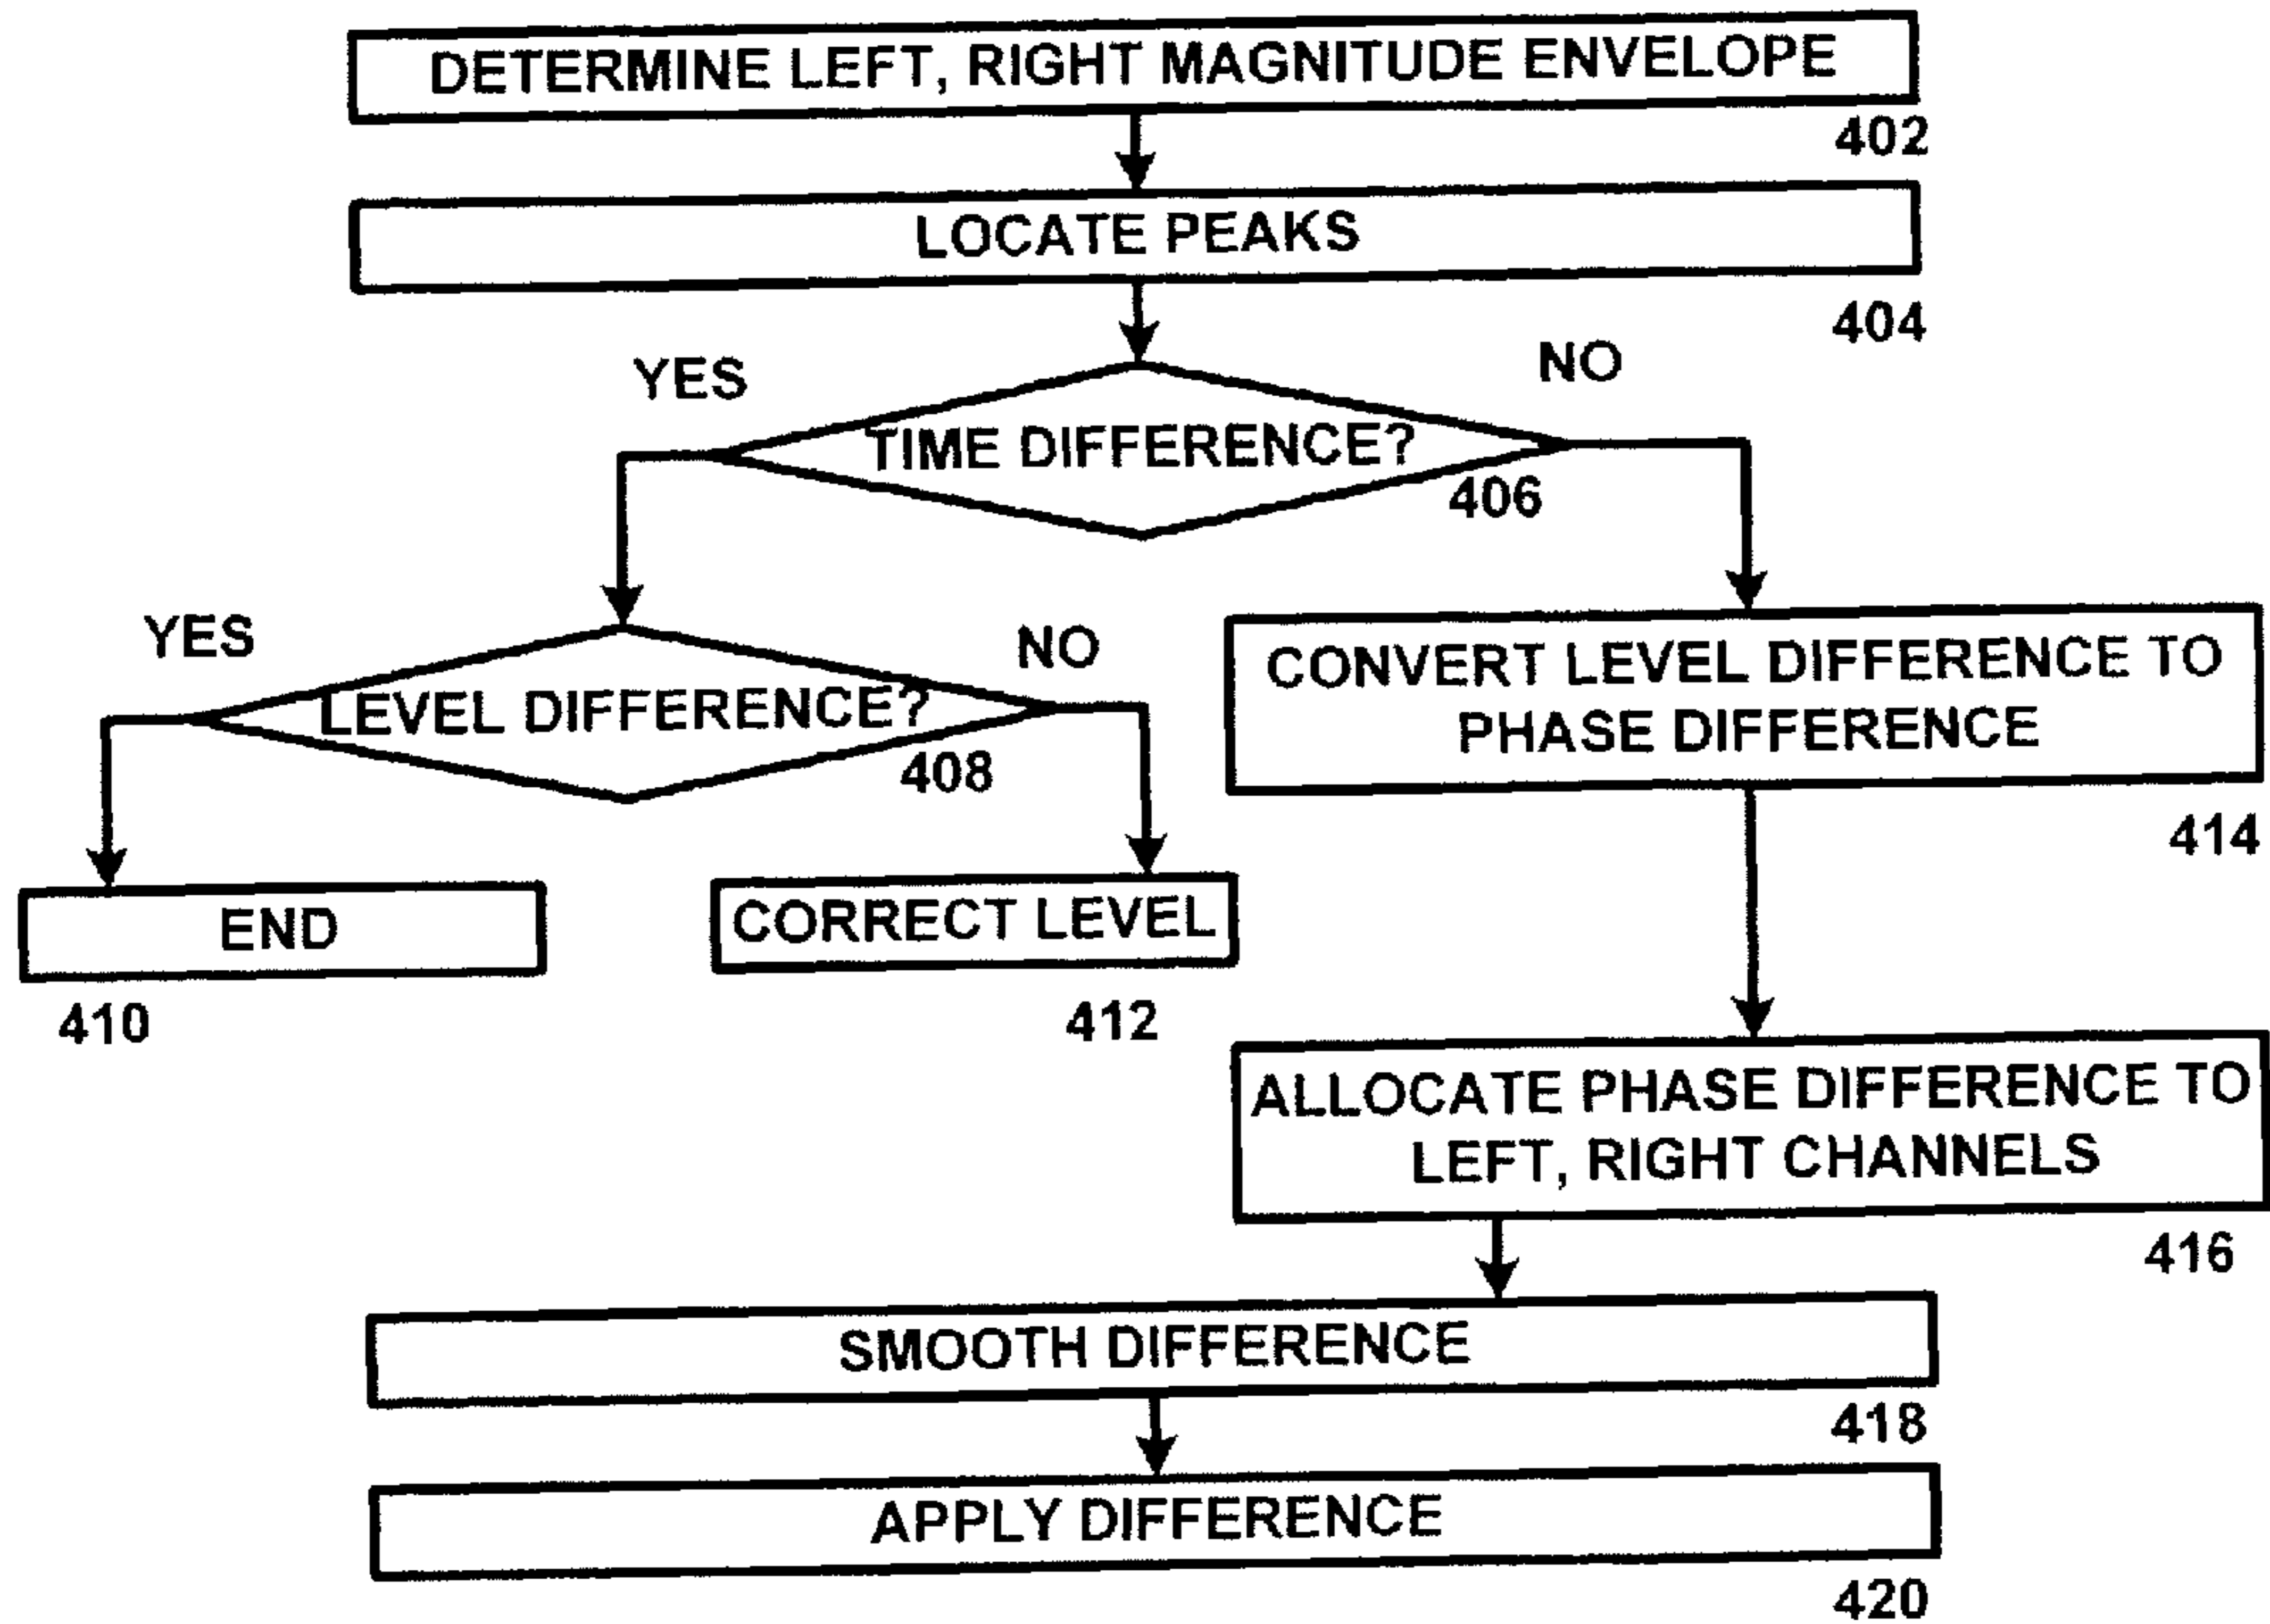 DETERMINE LEFT, RIGHT MAGNITUDE ENVELOPE
402
LOCATE PEAKS
404
YES
NO
TIME DIFFERENCE?
406
YES
NO
LEVEL DIFFERENCE?
408
CONVERT LEVEL DIFFERENCE TO
PHASE DIFFERENCE
414
END
410
CORRECT LEVEL
412
ALLOCATE PHASE DIFFERENCE TO
LEFT, RIGHT CHANNELS
416
SMOOTH DIFFERENCE
418
APPLY DIFFERENCE
420